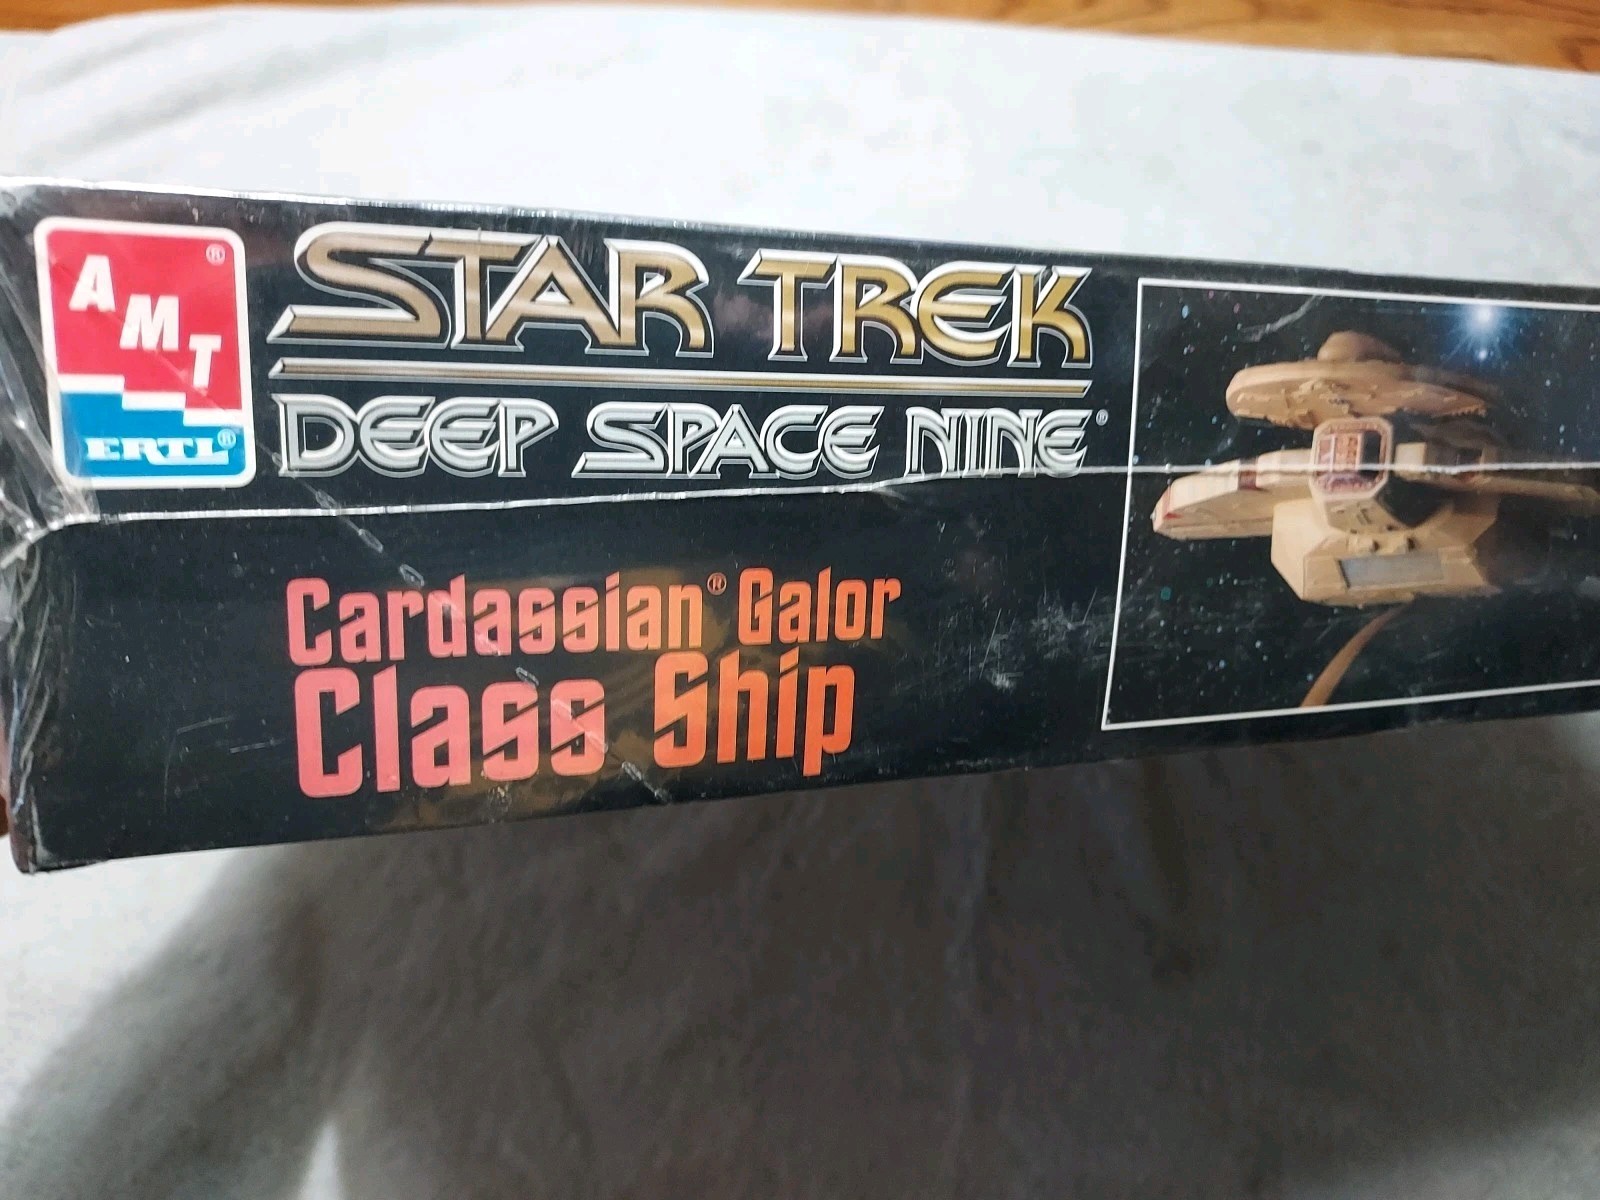 AMT®
ERTL®
STAR TREK
DEEP SPACE NINE®
Cardassian® Galor
Class Ship